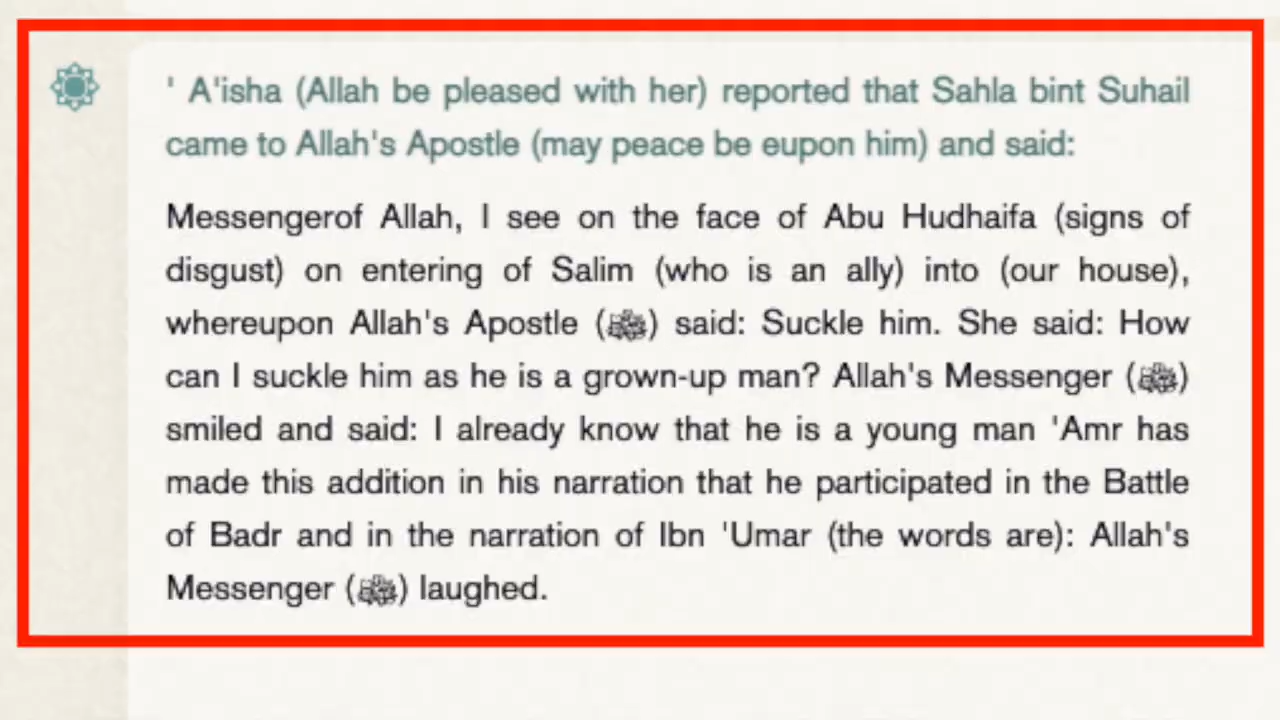 ' A'isha (Allah be pleased with her) reported that Sahla bint Suhail
came to Allah's Apostle (may peace be eupon him) and said:
Messengerof Allah, I see on the face of Abu Hudhaifa (signs of
disgust) on entering of Salim (who is an ally) into (our house),
whereupon Allah's Apostle (ﷺ) said: Suckle him. She said: How
can I suckle him as he is a grown-up man? Allah's Messenger (ﷺ)
smiled and said: I already know that he is a young man 'Amr has
made this addition in his narration that he participated in the Battle
of Badr and in the narration of Ibn 'Umar (the words are): Allah's
Messenger (ﷺ) laughed.